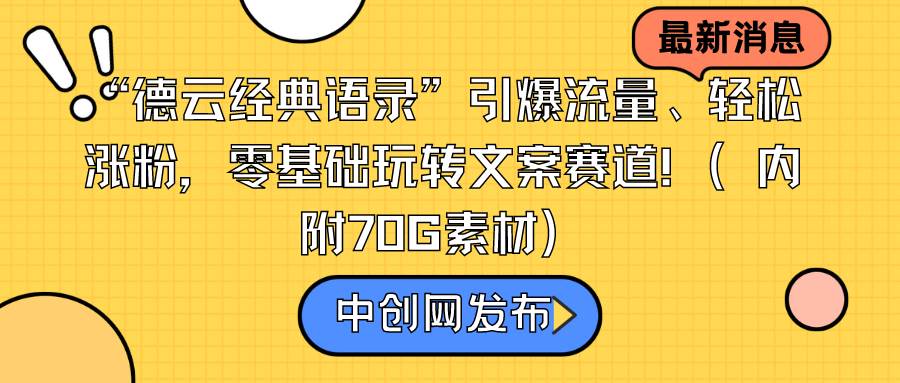 最新消息
“德云经典语录”引爆流量、轻松
涨粉，零基础玩转文案赛道!（ 内
附70G素材）
中创网发布